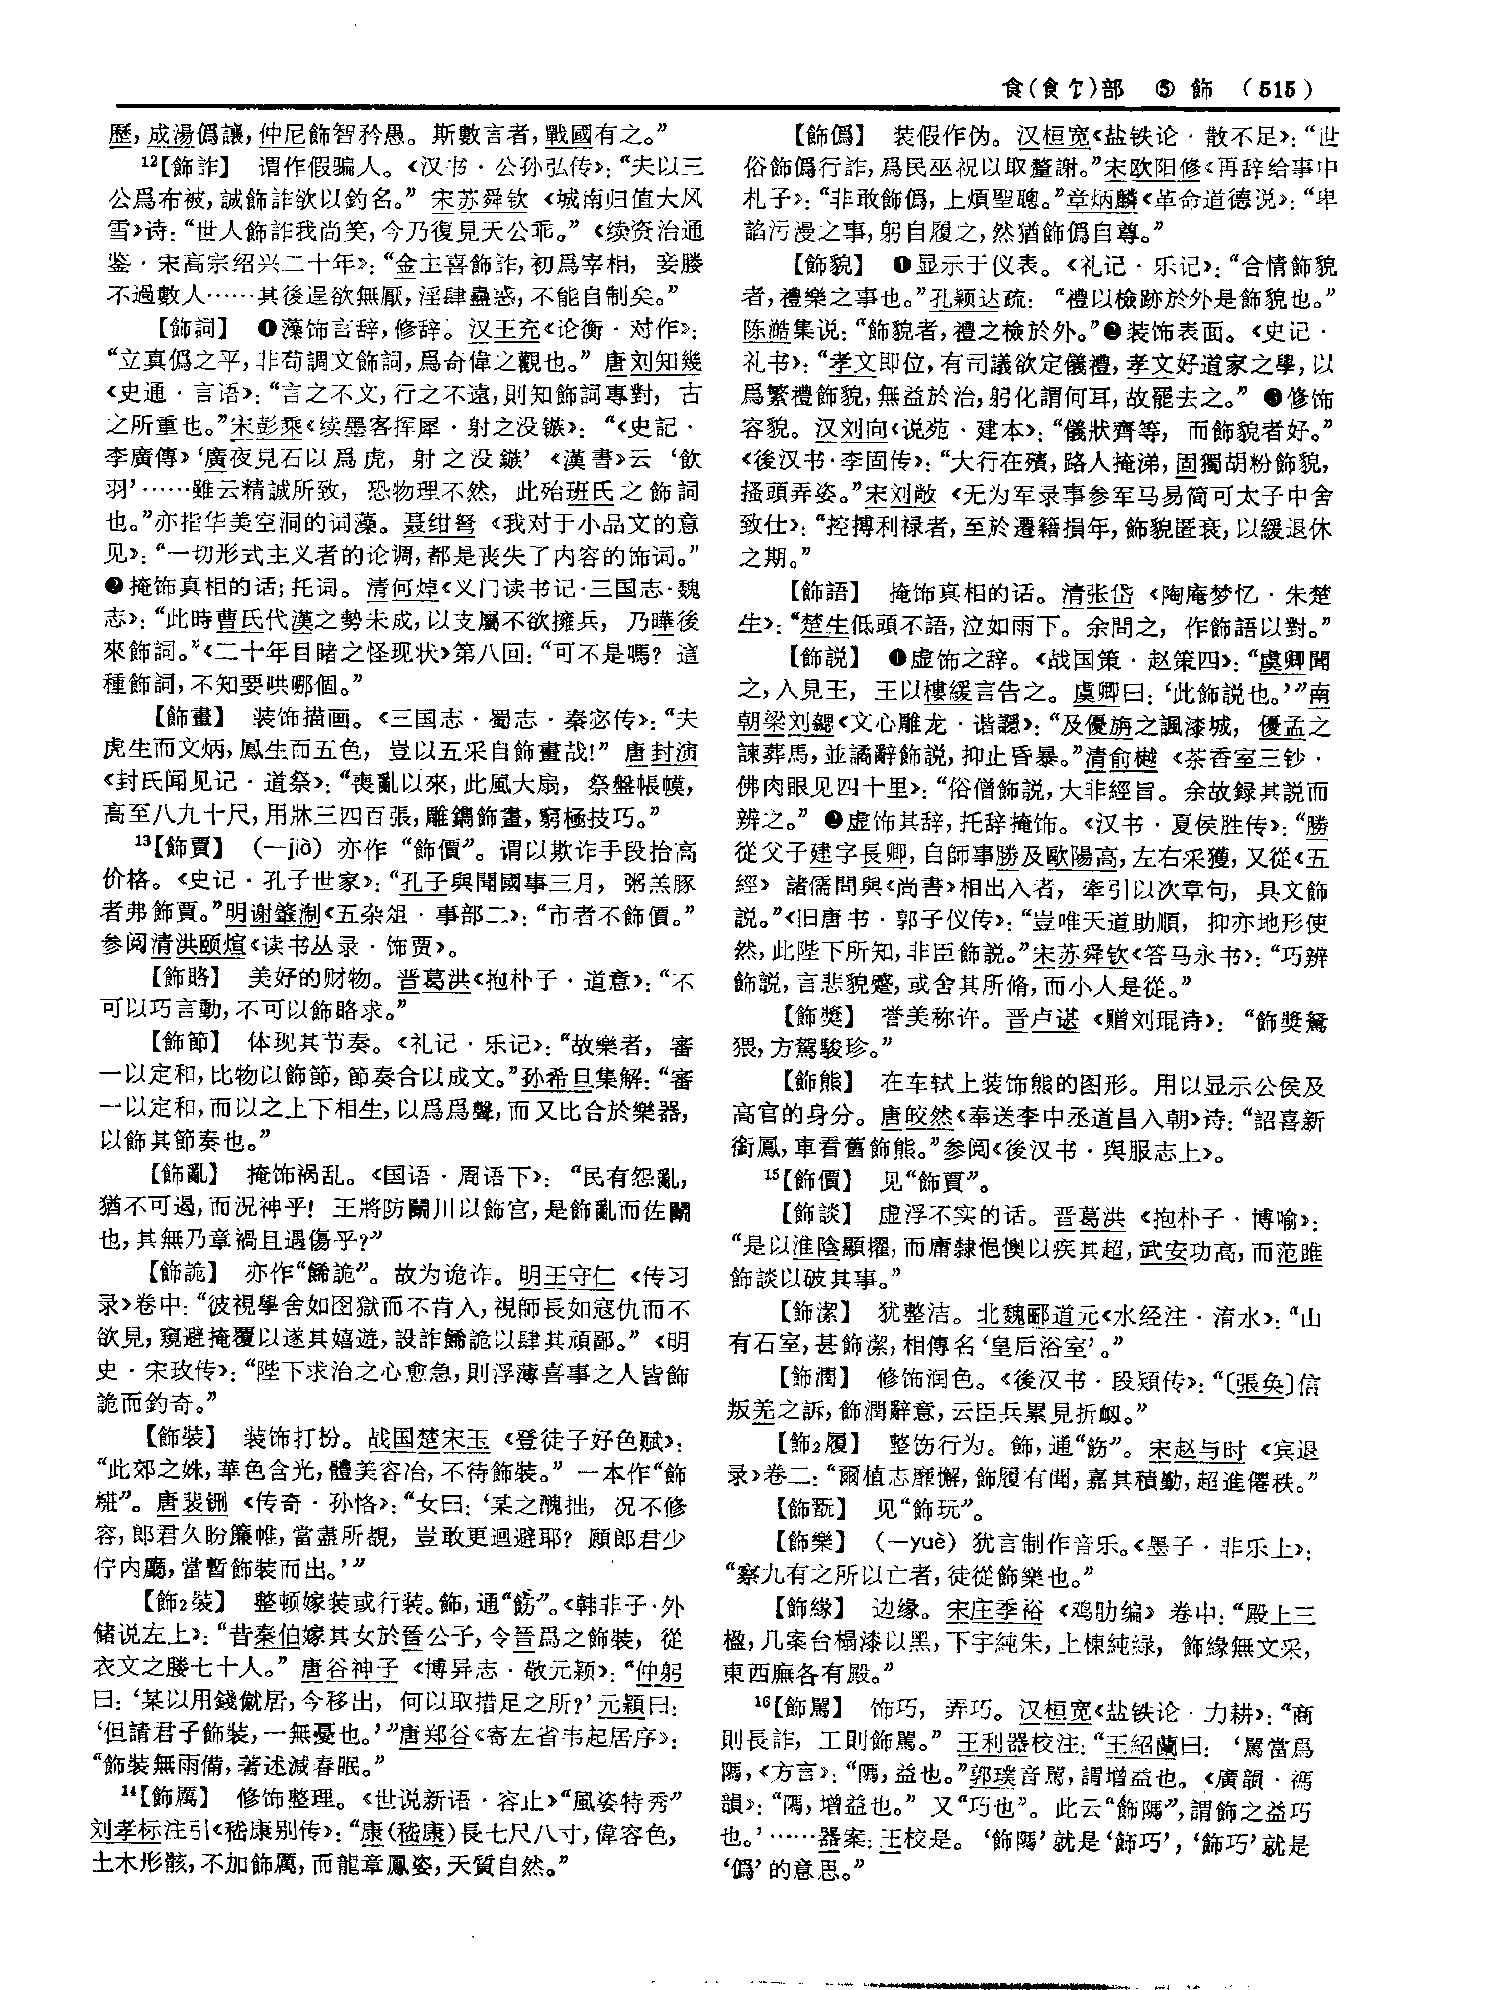 食(食饣)部 ⑤ 飾 (515)
歷，成湯僞讓，仲尼飾智矜愚。斯數言者，戰國有之。”
12【飾詐】 谓作假骗人。《汉书·公孙弘传》：“夫以三
公爲布被，誠飾詐欲以釣名。”宋苏舜钦《城南归值大风
雪》诗：“世人飾詐我尚笑，今乃復見天公乖。”《续资治通
鉴·宋高宗绍兴二十年》：“金主喜飾詐，初爲宰相，妾媵
不過數人……其後逞欲無厭，淫肆蠱惑，不能自制矣。”
【飾詞】 ❶藻饰言辞，修辞。汉王充《论衡·对作》：
“立真僞之平，非苟調文飾詞，爲奇偉之觀也。”唐刘知幾
《史通·言语》：“言之不文，行之不遠，則知飾詞專對，古
之所重也。”宋彭乘《续墨客挥犀·射之没镞》：“《史記·
李廣傳》‘廣夜見石以爲虎，射之没鏃’《漢書》云‘飲
羽’……雖云精誠所致，恐物理不然，此殆班氏之飾詞
也。”亦指华美空洞的词藻。聂绀弩《我对于小品文的意
见》：“一切形式主义者的论调，都是丧失了内容的饰词。”
❷掩饰真相的话；托词。清何焯《义门读书记·三国志·魏
志》：“此時曹氏代漢之勢未成，以支屬不欲擁兵，乃曄後
來飾詞。”《二十年目睹之怪现状》第八回：“可不是嗎？這
種飾詞，不知要哄哪個。”
【飾畫】 装饰描画。《三国志·蜀志·秦宓传》：“夫
虎生而文炳，鳳生而五色，豈以五采自飾畫哉！”唐封演
《封氏闻见记·道祭》：“喪亂以來，此風大扇，祭盤帳幙，
高至八九十尺，用牀三四百張，雕鐫飾畫，窮極技巧。”
13【飾賈】 （—jià）亦作“飾價”。谓以欺诈手段抬高
价格。《史记·孔子世家》：“孔子與聞國事三月，粥羔豚
者弗飾賈。”明谢肇淛《五杂俎·事部二》：“市者不飾價。”
参阅清洪颐煊《读书丛录·饰贾》。
【飾賂】 美好的财物。晋葛洪《抱朴子·道意》：“不
可以巧言動，不可以飾賂求。”
【飾節】 体现其节奏。《礼记·乐记》：“故樂者，審
一以定和，比物以飾節，節奏合以成文。”孙希旦集解：“審
一以定和，而以之上下相生，以爲爲聲，而又比合於樂器，
以飾其節奏也。”
【飾亂】 掩饰祸乱。《国语·周语下》：“民有怨亂，
猶不可遏，而況神乎！王將防鬭川以飾宫，是飾亂而佐鬭
也，其無乃章禍且遇傷乎？”
【飾詭】 亦作“餙詭”。故为诡诈。明王守仁《传习
录》卷中：“彼視學舍如囹獄而不肯入，視師長如寇仇而不
欲見，窺避掩覆以遂其嬉遊，設詐餙詭以肆其頑鄙。”《明
史·宋玫传》：“陛下求治之心愈急，則浮薄喜事之人皆飾
詭而釣奇。”
【飾裝】 装饰打扮。战国楚宋玉《登徒子好色赋》：
“此郊之姝，華色含光，體美容冶，不待飾裝。”一本作“飾
糚”。唐裴铏《传奇·孙恪》：“女曰：‘某之醜拙，况不修
容，郎君久盼簾帷，當盡所覩，豈敢更迴避耶？願郎君少
佇内廳，當暫飾裝而出。’”
【飾2裝】 整顿嫁装或行装。飾，通“飭”。《韩非子·外
储说左上》：“昔秦伯嫁其女於晉公子，令晉爲之飾裝，從
衣文之媵七十人。”唐谷神子《博异志·敬元颖》：“仲躬
曰：‘某以用錢僦居，今移出，何以取措足之所？’元穎曰：
‘但請君子飾裝，一無憂也。’”唐郑谷《寄左省韦起居序》：
“飾裝無雨備，著述減春眠。”
14【飾厲】 修饰整理。《世说新语·容止》“風姿特秀”
刘孝标注引《嵇康别传》：“康（嵇康）長七尺八寸，偉容色，
土木形骸，不加飾厲，而龍章鳳姿，天質自然。”
【飾僞】 装假作伪。汉桓宽《盐铁论·散不足》：“世
俗飾僞行詐，爲民巫祝以取釐謝。”宋欧阳修《再辞给事中
札子》：“非敢飾僞，上煩聖聰。”章炳麟《革命道德说》：“卑
諂污漫之事，躬自履之，然猶飾僞自尊。”
【飾貌】 ❶显示于仪表。《礼记·乐记》：“合情飾貌
者，禮樂之事也。”孔颖达疏：“禮以檢跡於外是飾貌也。”
陈澔集说：“飾貌者，禮之檢於外。”❷装饰表面。《史记·
礼书》：“孝文即位，有司議欲定儀禮，孝文好道家之學，以
爲繁禮飾貌，無益於治，躬化謂何耳，故罷去之。”❸修饰
容貌。汉刘向《说苑·建本》：“儀狀齊等，而飾貌者好。”
《後汉书·李固传》：“大行在殯，路人掩涕，固獨胡粉飾貌，
搔頭弄姿。”宋刘敞《无为军录事参军马易简可太子中舍
致仕》：“控搏利禄者，至於遷籍損年，飾貌匿衰，以緩退休
之期。”
【飾語】 掩饰真相的话。清张岱《陶庵梦忆·朱楚
生》：“楚生低頭不語，泣如雨下。余問之，作飾語以對。”
【飾説】 ❶虚饰之辞。《战国策·赵策四》：“虞卿聞
之，入見王，王以樓緩言告之。虞卿曰：‘此飾説也。’”南
朝梁刘勰《文心雕龙·谐讔》：“及優旃之諷漆城，優孟之
諫葬馬，並譎辭飾説，抑止昏暴。”清俞樾《茶香室三钞·
佛肉眼见四十里》：“俗僧飾説，大非經旨。余故録其説而
辨之。”❷虚饰其辞，托辞掩饰。《汉书·夏侯胜传》：“勝
從父子建字長卿，自師事勝及歐陽高，左右采獲，又從《五
經》諸儒問與《尚書》相出入者，牽引以次章句，具文飾
説。”《旧唐书·郭子仪传》：“豈唯天道助順，抑亦地形使
然，此陛下所知，非臣飾説。”宋苏舜钦《答马永书》：“巧辨
飾説，言悲貌蹙，或舍其所脩，而小人是從。”
【飾奬】 誉美称许。晋卢谌《赠刘琨诗》：“飾奬駑
猥，方駕駿珍。”
【飾熊】 在车轼上装饰熊的图形。用以显示公侯及
高官的身分。唐皎然《奉送李中丞道昌入朝》诗：“詔喜新
銜鳳，車看舊飾熊。”参阅《後汉书·舆服志上》。
15【飾價】 见“飾賈”。
【飾談】 虚浮不实的话。晋葛洪《抱朴子·博喻》：
“是以淮陰顯擢，而庸隸悒懊以疾其超，武安功高，而范雎
飾談以破其事。”
【飾潔】 犹整洁。北魏郦道元《水经注·淯水》：“山
有石室，甚飾潔，相傳名‘皇后浴室’。”
【飾潤】 修饰润色。《後汉书·段熲传》：“〔張奂〕信
叛羌之訴，飾潤辭意，云臣兵累見折衂。”
【飾2履】 整饬行为。飾，通“飭”。宋赵与时《宾退
录》卷二：“爾植志靡懈，飾履有聞，嘉其積勤，超進僊秩。”
【飾翫】 见“飾玩”。
【飾樂】 （—yuè）犹言制作音乐。《墨子·非乐上》：
“察九有之所以亡者，徒從飾樂也。”
【飾緣】 边缘。宋庄季裕《鸡肋编》卷中：“殿上三
楹，几案台榻漆以黑，下宇純朱，上棟純緑，飾緣無文采，
東西廡各有殿。”
16【飾駡】 饰巧，弄巧。汉桓宽《盐铁论·力耕》：“商
則長詐，工則飾駡。”王利器校注：“王紹蘭曰：‘駡當爲
隲，《方言》：“隲，益也。”郭璞音駡，謂增益也。《廣韻·禡
韻》：“隲，增益也。”又“巧也”。此云“飾隲”，謂飾之益巧
也。’……器案：王校是。‘飾隲’就是‘飾巧’，‘飾巧’就是
‘僞’的意思。”